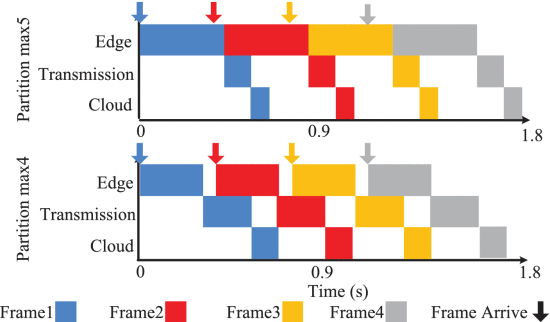 Partition max5
Edge
Transmission
Cloud
0 0.9 1.8
Partition max4
Edge
Transmission
Cloud
0 0.9 1.8
Time (s)
Frame1 Frame2 Frame3 Frame4 Frame Arrive